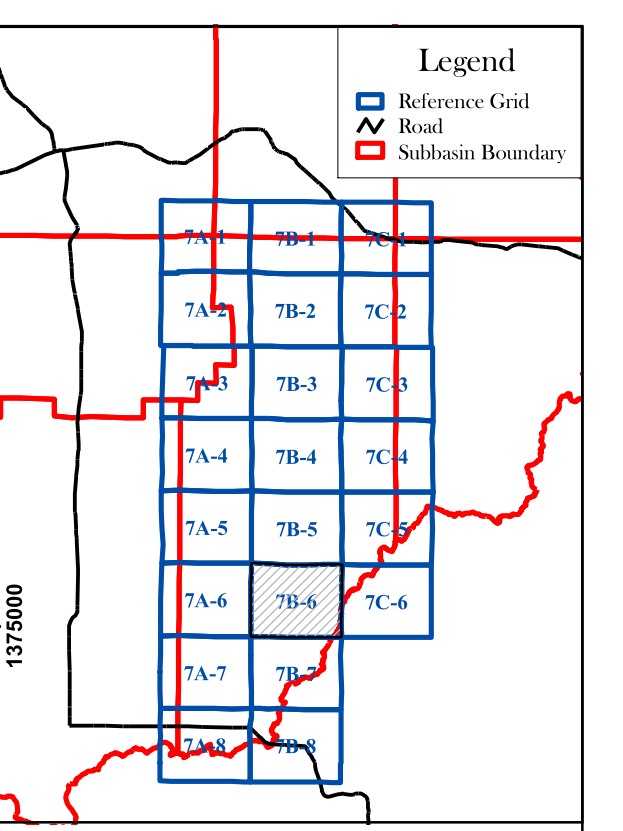 Legend
Reference Grid
Road
Subbasin Boundary
7A-1 7B-1 7C-1
7A-2 7B-2 7C-2
7A-3 7B-3 7C-3
7A-4 7B-4 7C-4
7A-5 7B-5 7C-5
7A-6 7B-6 7C-6
7A-7 7B-7
7A-8 7B-8
1375000